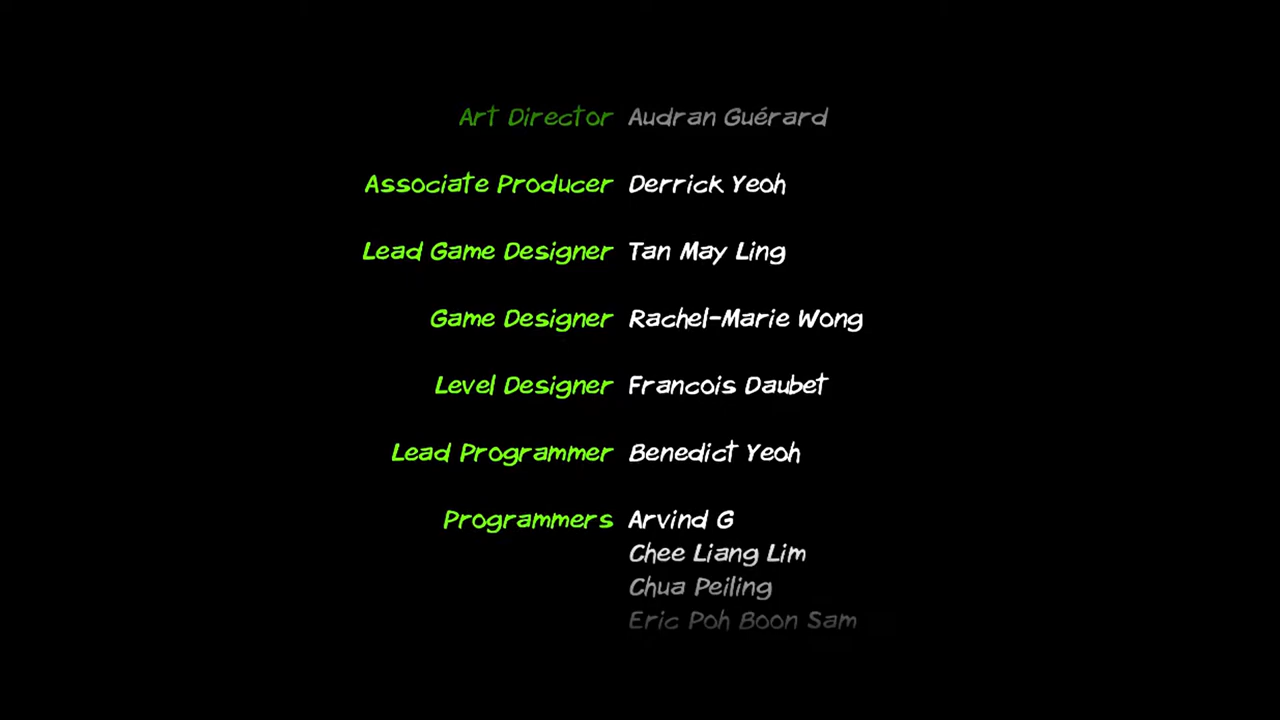 Art Director Audran Guérard
Associate Producer Derrick Yeoh
Lead Game Designer Tan May Ling
Game Designer Rachel-Marie Wong
Level Designer Francois Daubet
Lead Programmer Benedict Yeoh
Programmers Arvind G
Chee Liang Lim
Chua Peiling
Eric Poh Boon Sam